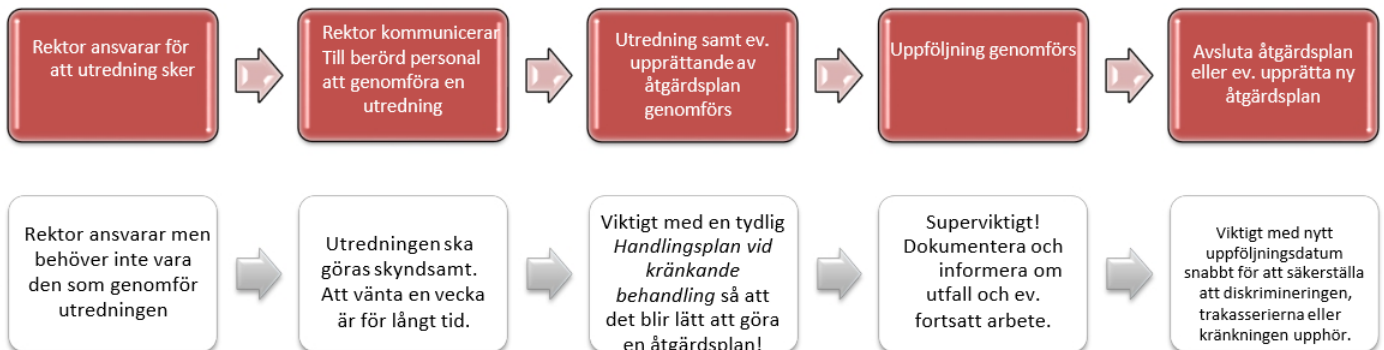 Rektor ansvarar för
att utredning sker
Rektor kommunicerar
Till berörd personal
att genomföra en
utredning
Utredning samt ev.
upprättande av
åtgärdsplan
genomförs
Uppföljning genomförs
Avsluta åtgärdsplan
eller ev. upprätta ny
åtgärdsplan
Rektor ansvarar men
behöver inte vara
den som genomför
utredningen
Utredningen ska
göras skyndsamt.
Att vänta en vecka
är för långt tid.
Viktigt med en tydlig
Handlingsplan vid
kränkande
behandling så att
det blir lätt att göra
en åtgärdsplan!
Superviktigt!
Dokumentera och
informera om
utfall och ev.
fortsatt arbete.
Viktigt med nytt
uppföljningsdatum
snabbt för att säkerställa
att diskrimineringen,
trakasserierna eller
kränkningen upphör.